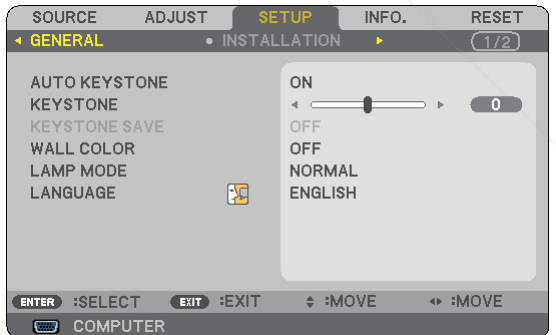 SOURCE ADJUST SETUP INFO. RESET
GENERAL • INSTALLATION (1/2)
AUTO KEYSTONE ON
KEYSTONE 0
KEYSTONE SAVE OFF
WALL COLOR OFF
LAMP MODE NORMAL
LANGUAGE ENGLISH
ENTER :SELECT EXIT :EXIT :MOVE :MOVE
COMPUTER